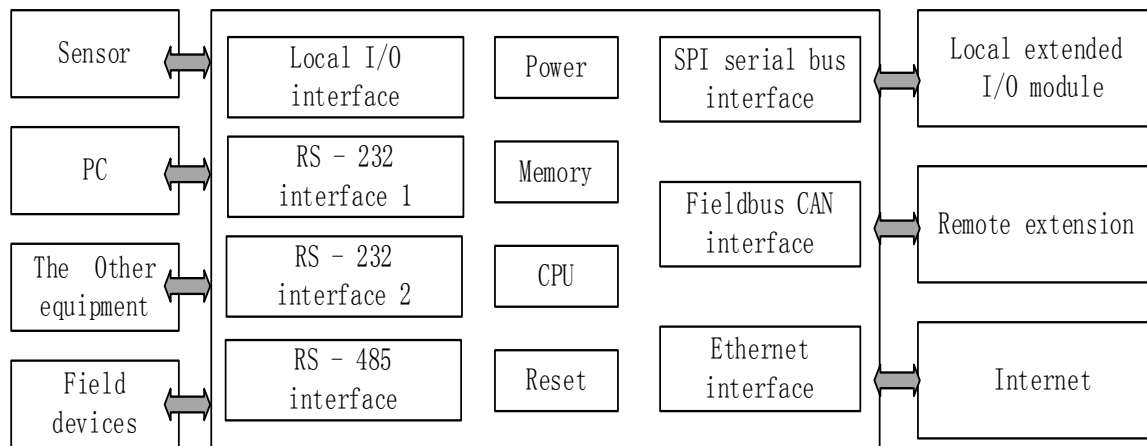 Sensor
PC
The Other
equipment
Field
devices
Local I/O
interface
RS - 232
interface 1
RS - 232
interface 2
RS - 485
interface
Power
Memory
CPU
Reset
SPI serial bus
interface
Fieldbus CAN
interface
Ethernet
interface
Local extended
I/O module
Remote extension
Internet